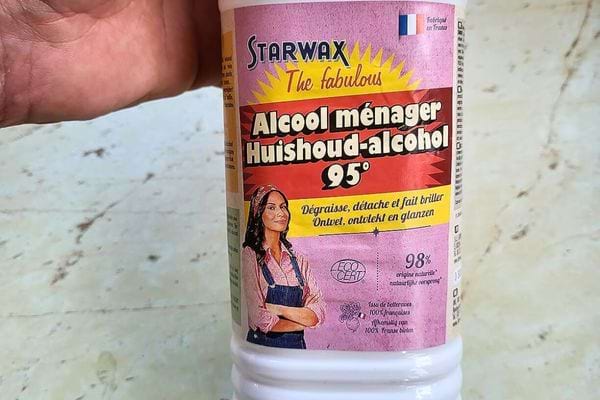 Fabriqué
en France
STARWAX
The fabulous
Alcool ménager
Huishoud-alcohol
95°
Dégraisse, détache et fait briller
Ontvet, ontvlekt en glanzen
ECO
CERT
98%
origine naturelle*
natuurlijke oorsprong*
Issu de betteraves
100% françaises
Afkomstig van
100% Franse bieten